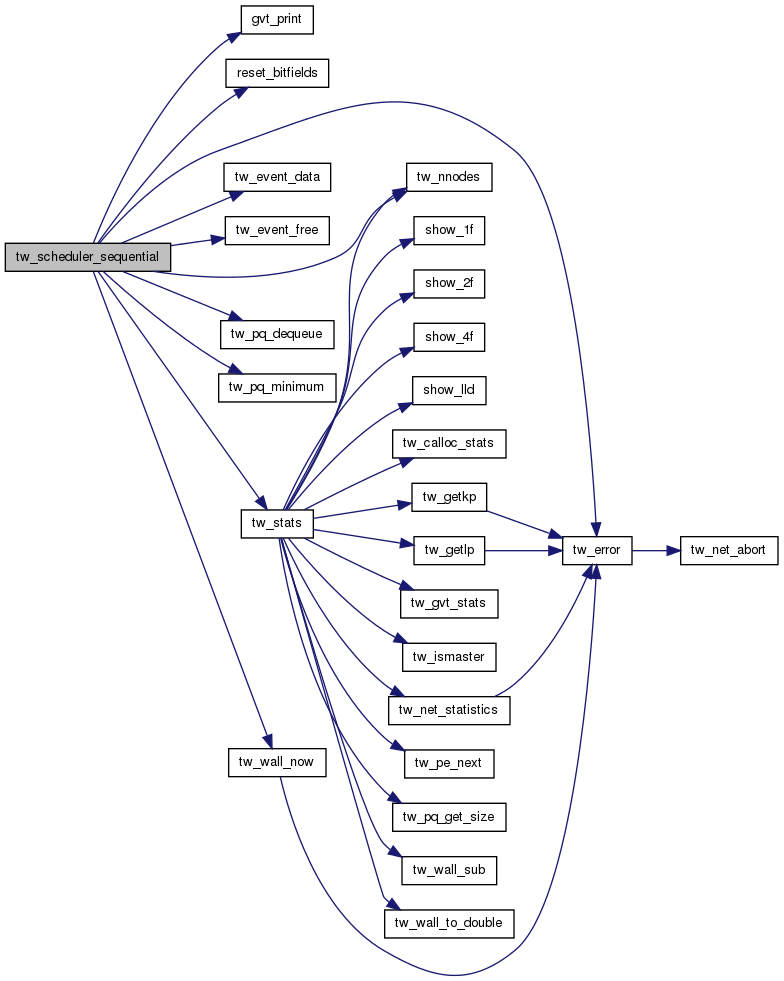 gvt_print
reset_bitfields
tw_event_data
tw_nnodes
tw_event_free
show_1f
tw_scheduler_sequential
show_2f
tw_pq_dequeue
show_4f
tw_pq_minimum
show_lld
tw_calloc_stats
tw_getkp
tw_stats
tw_getlp
tw_error
tw_net_abort
tw_gvt_stats
tw_ismaster
tw_net_statistics
tw_wall_now
tw_pe_next
tw_pq_get_size
tw_wall_sub
tw_wall_to_double